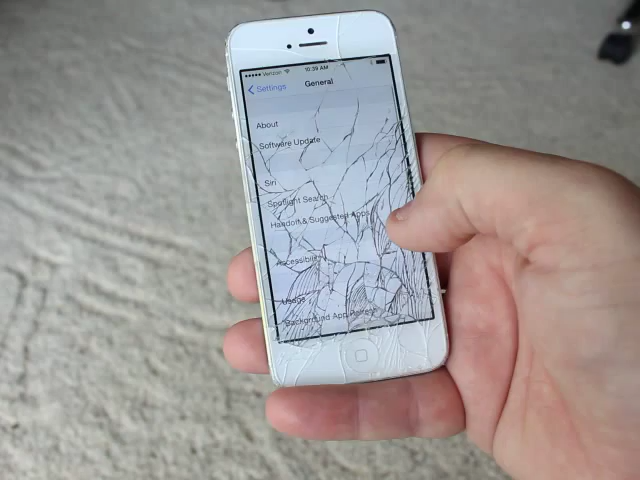 Verizon 10:39 AM
Settings General
About
Software Update
Siri
Spotlight Search
Handoff & Suggested Apps
Accessibility
Usage
Background App Refresh